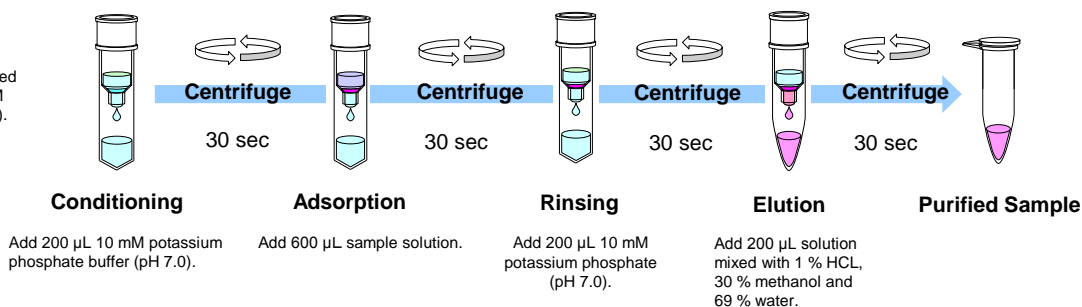 ed
M
).
Centrifuge
Centrifuge
Centrifuge
Centrifuge
30 sec
30 sec
30 sec
30 sec
Conditioning
Adsorption
Rinsing
Elution
Purified Sample
Add 200 µL 10 mM potassium
phosphate buffer (pH 7.0).
Add 600 µL sample solution.
Add 200 µL 10 mM
potassium phosphate
(pH 7.0).
Add 200 µL solution
mixed with 1 % HCL,
30 % methanol and
69 % water.